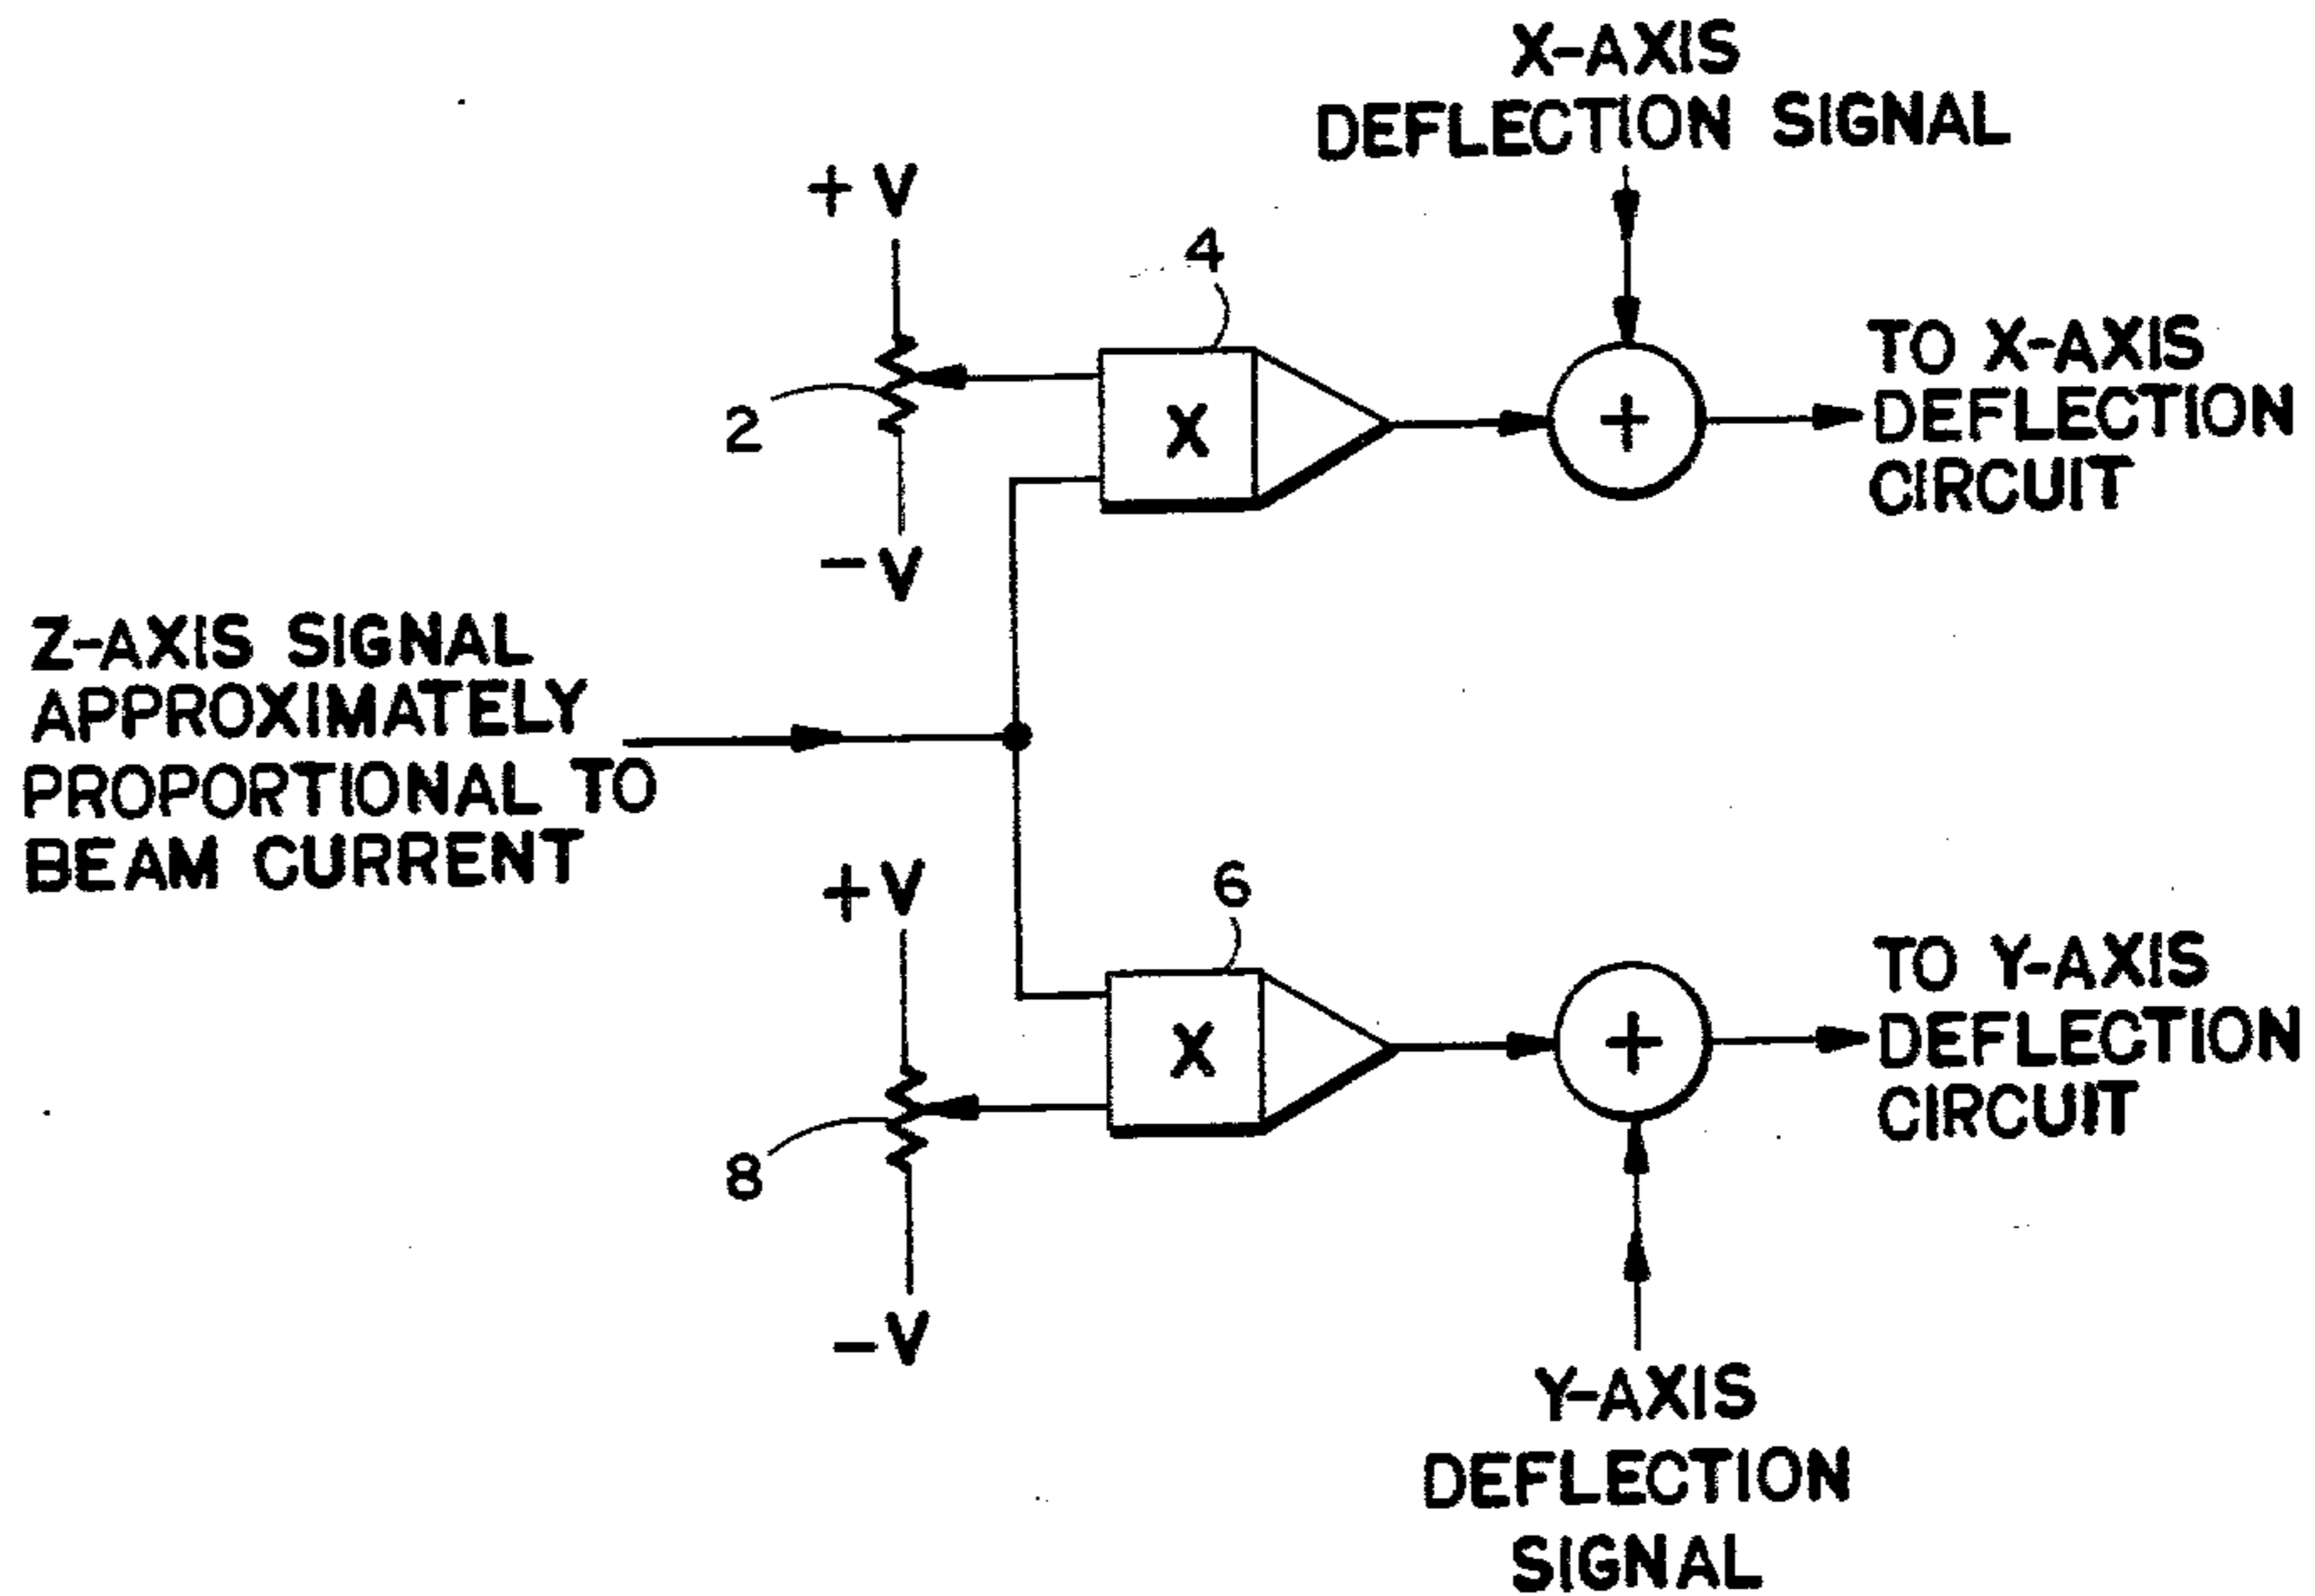 X-AXIS
DEFLECTION SIGNAL
+V
4
2
X
+
TO X-AXIS
DEFLECTION
CIRCUIT
-V
Z-AXIS SIGNAL
APPROXIMATELY
PROPORTIONAL TO
BEAM CURRENT
+V
6
8
X
+
TO Y-AXIS
DEFLECTION
CIRCUIT
-V
Y-AXIS
DEFLECTION
SIGNAL